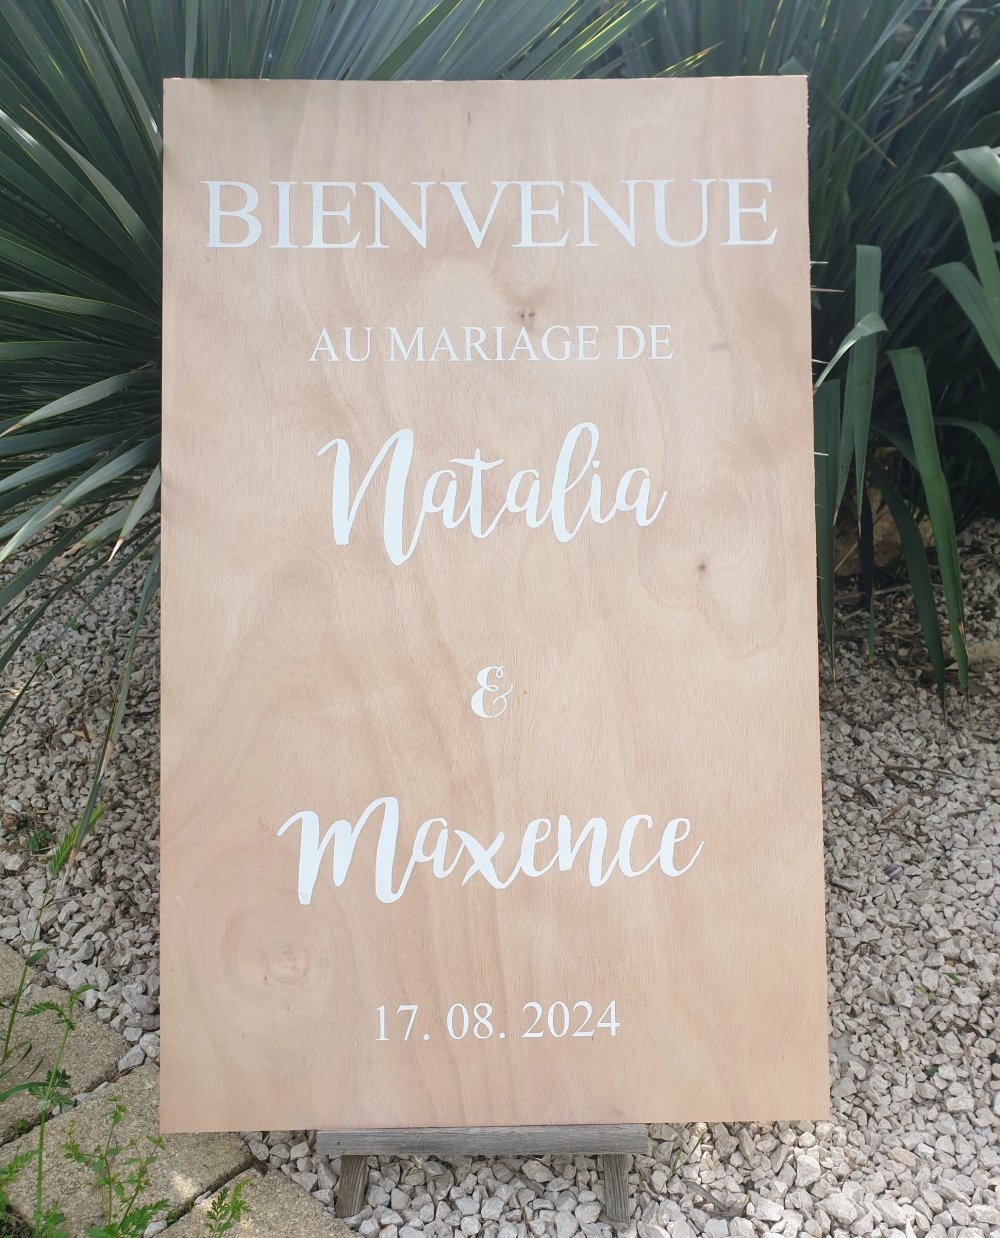 BIENVENUE
AU MARIAGE DE
Natalia
&
Maxence
17. 08. 2024